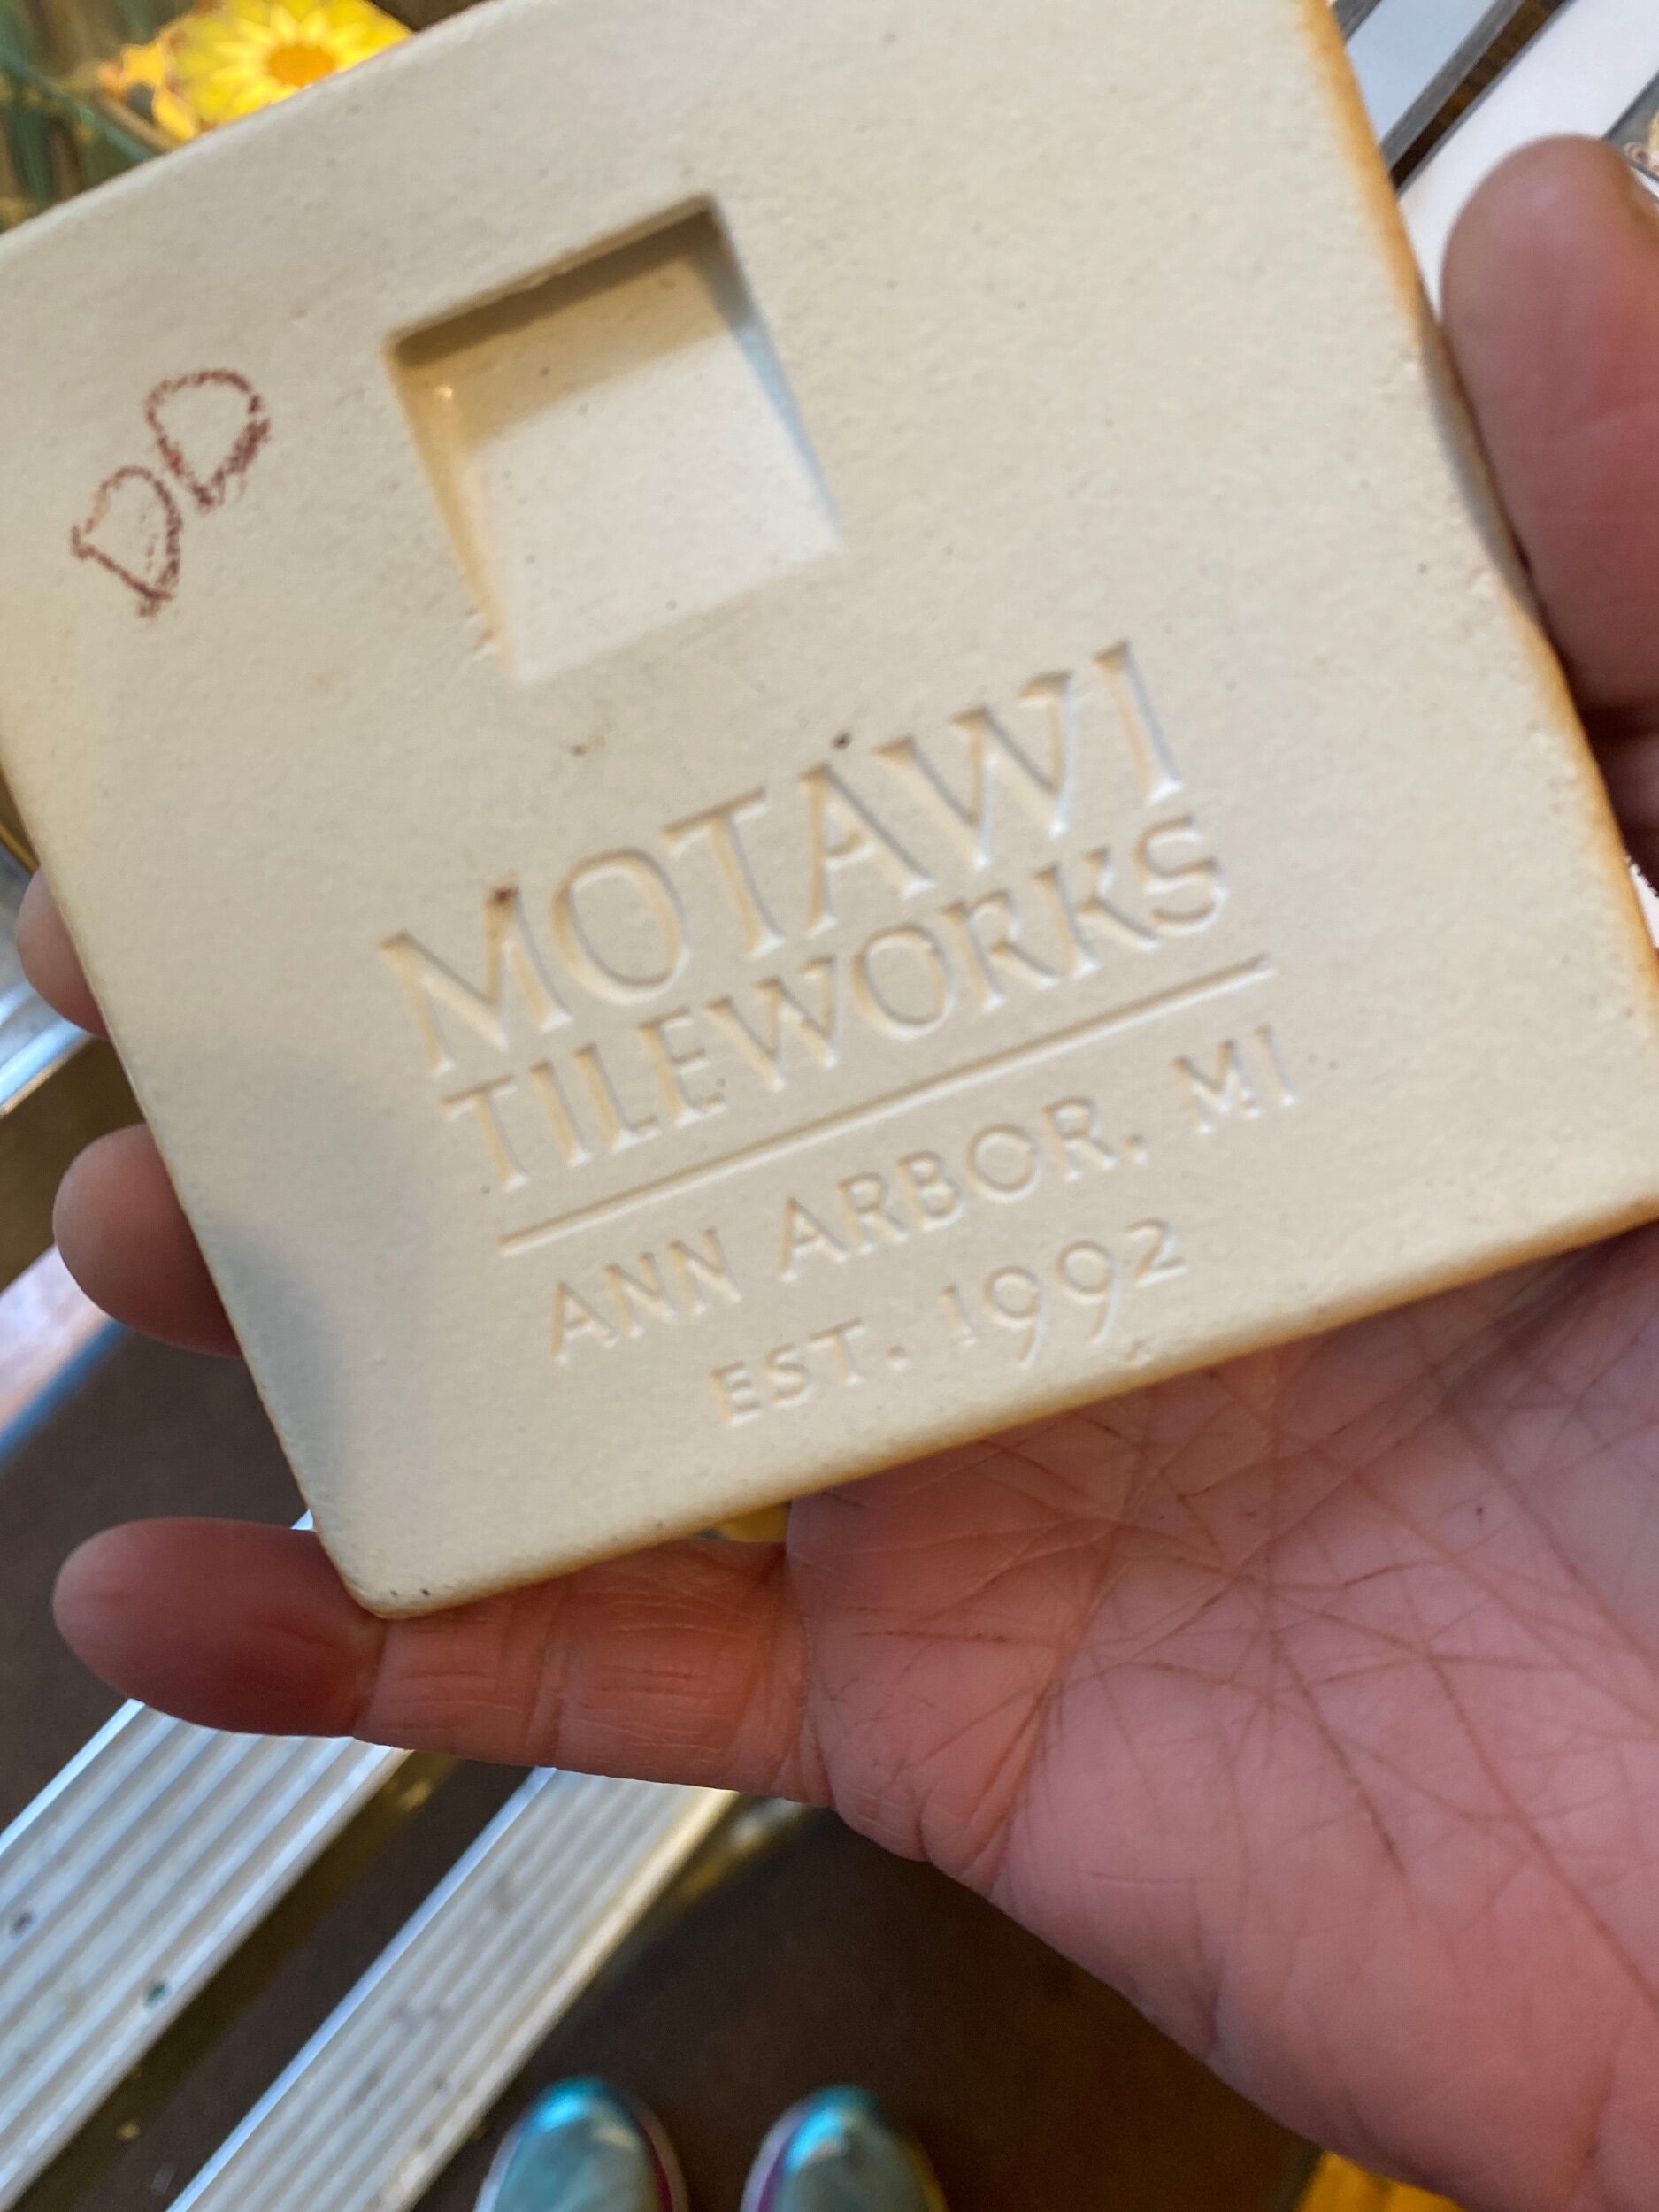 DD
MOTAWI
TILEWORKS
ANN ARBOR, MI
EST. 1992